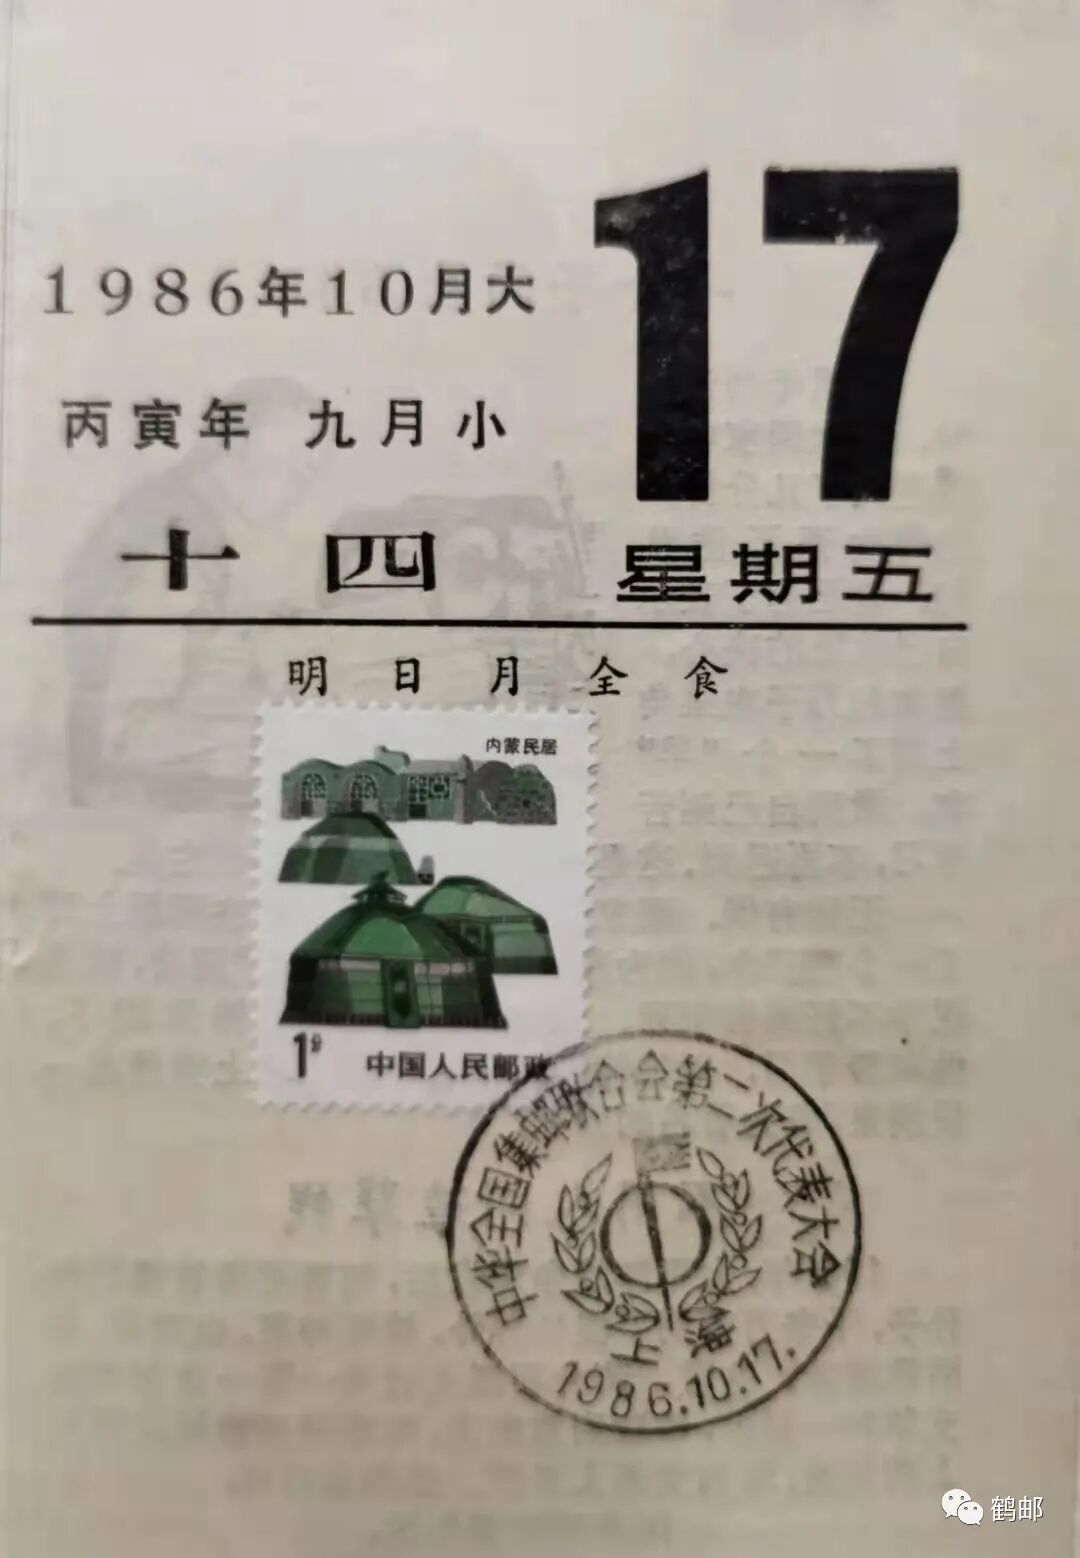 17
1986年10月大
丙寅年 九月小
十四
星期五
明日月全食
内蒙民居
1分
中国人民邮政
中华全国集邮联合会第二次代表大会
上海
1986.10.17.
鹤邮